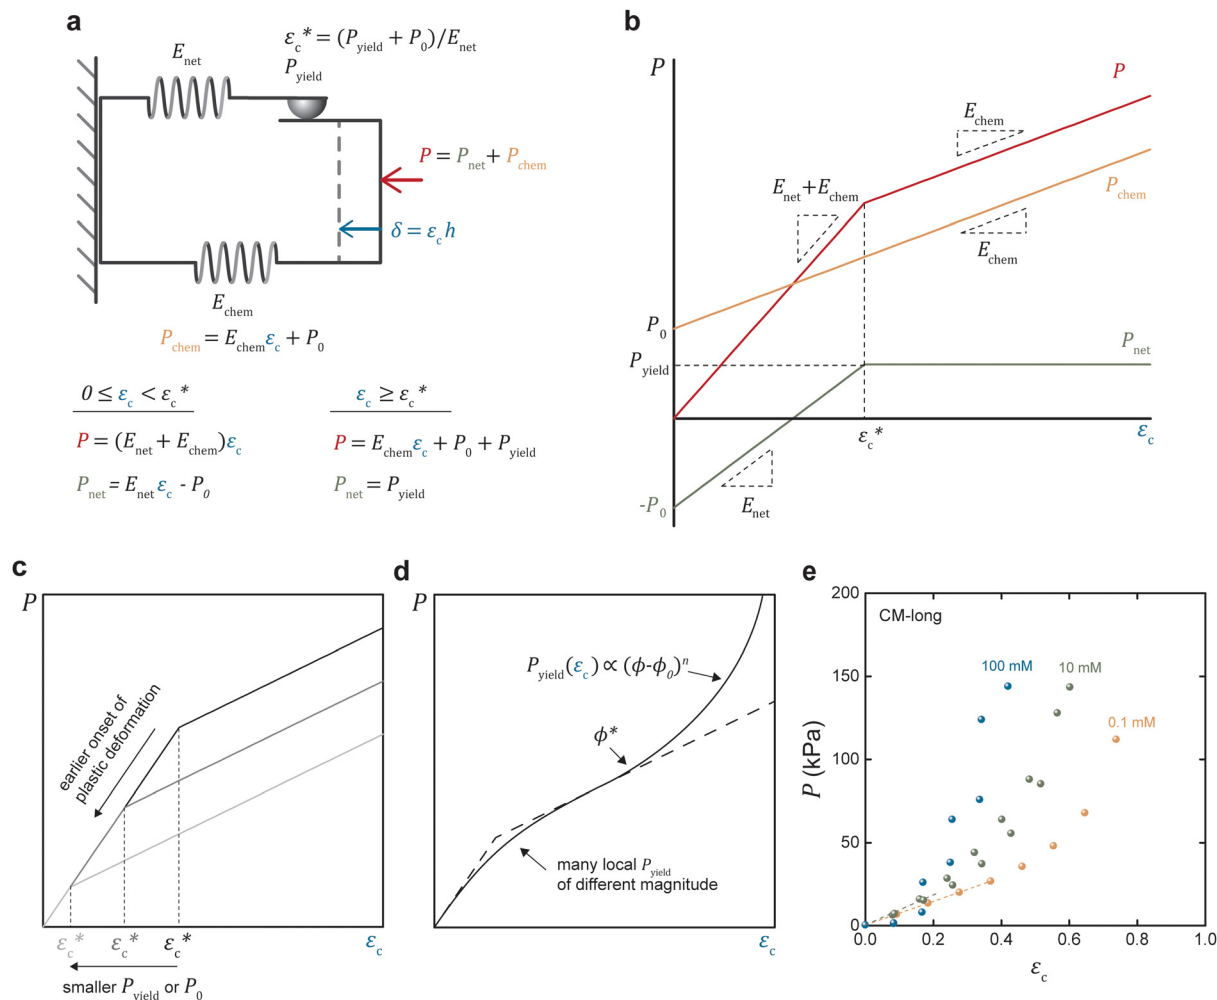 a
ε_c* = (P_yield + P_0)/E_net
E_net
P_yield
P = P_net + P_chem
δ = ε_c h
E_chem
P_chem = E_chem ε_c + P_0
0 ≤ ε_c < ε_c*
ε_c ≥ ε_c*
P = (E_net + E_chem)ε_c
P = E_chem ε_c + P_0 + P_yield
P_net = E_net ε_c - P_0
P_net = P_yield
b
P
P
E_chem
E_net + E_chem
P_chem
E_chem
P_0
P_yield
P_net
ε_c*
ε_c
-P_0
E_net
c
P
earlier onset of
plastic deformation
ε_c*
ε_c*
ε_c*
ε_c
smaller P_yield or P_0
d
P
P_yield(ε_c) ∝ (ϕ-ϕ_0)^n
ϕ*
many local P_yield
of different magnitude
ε_c
e
200
CM-long
100 mM
10 mM
150
0.1 mM
P (kPa)
100
50
0
0.0
0.2
0.4
0.6
0.8
1.0
ε_c